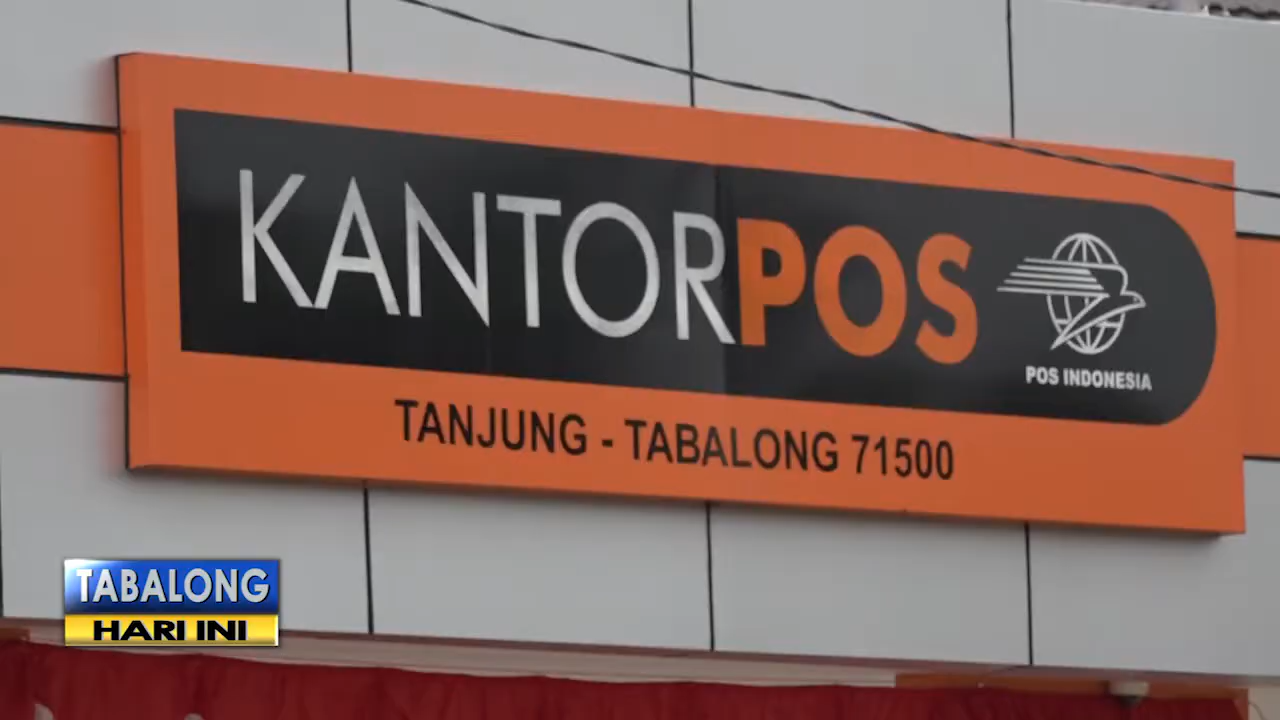 KANTORPOS
POS INDONESIA
TANJUNG - TABALONG 71500
TABALONG
HARI INI